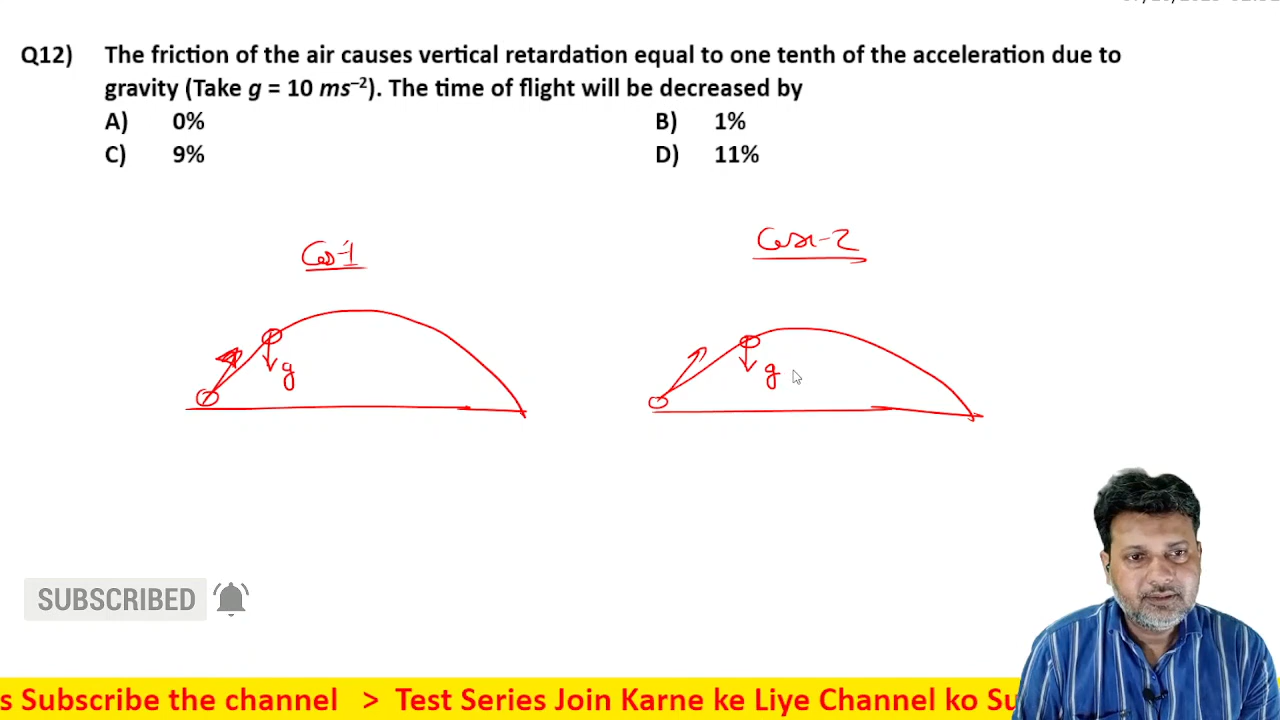 Q12) The friction of the air causes vertical retardation equal to one tenth of the acceleration due to
gravity (Take g = 10 ms⁻²). The time of flight will be decreased by
A) 0% B) 1%
C) 9% D) 11%
Cas-1 Case-2
g g
SUBSCRIBED
s Subscribe the channel > Test Series Join Karne ke Liye Channel ko Su